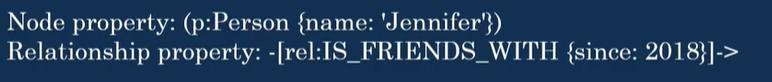 Node property: (p:Person {name: 'Jennifer'})
Relationship property: -[rel:IS_FRIENDS_WITH {since: 2018}]->